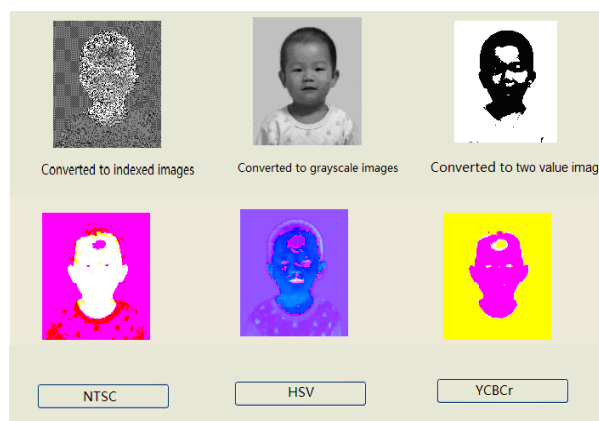 Converted to indexed images
Converted to grayscale images
Converted to two value imag
NTSC
HSV
YCBCr